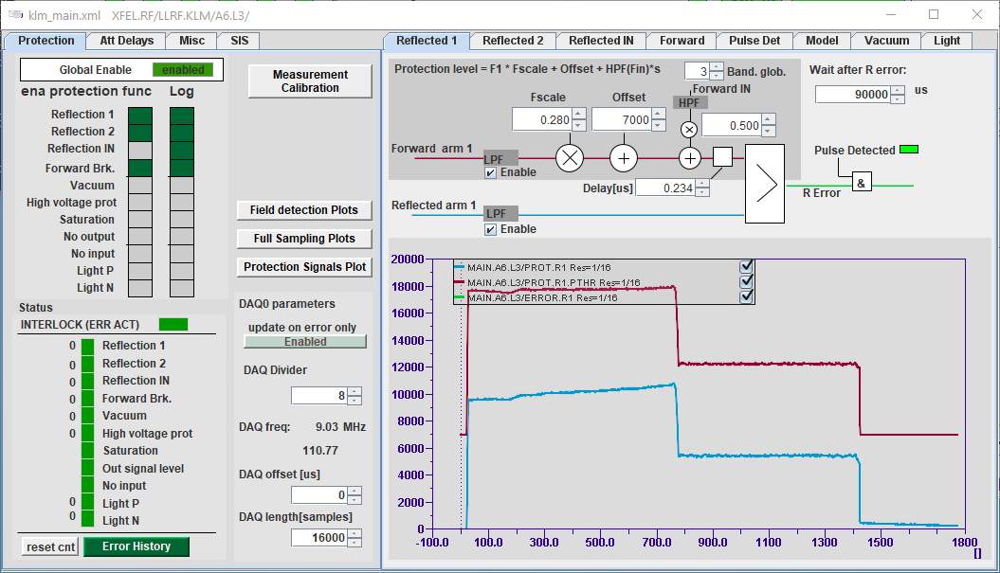 klm_main.xml XFEL.RF/LLRF.KLM/A6.L3/
Protection Att Delays Misc SIS
Global Enable enabled
ena protection func Log
Reflection 1
Reflection 2
Reflection IN
Forward Brk.
Vacuum
High voltage prot
Saturation
No output
No input
Light P
Light N
Status
INTERLOCK (ERR ACT)
0 Reflection 1
0 Reflection 2
0 Reflection IN
0 Forward Brk.
0 Vacuum
0 High voltage prot
Saturation
Out signal level
No input
0 Light P
0 Light N
reset cnt Error History
Measurement
Calibration
Field detection Plots
Full Sampling Plots
Protection Signals Plot
DAQ0 parameters
update on error only
Enabled
DAQ Divider
8
DAQ freq: 9.03 MHz
110.77
DAQ offset [us]
0
DAQ length[samples]
16000
Reflected 1 Reflected 2 Reflected IN Forward Pulse Det Model Vacuum Light
Protection level = F1 * Fscale + Offset + HPF(Fin)*s
3 Band. glob.
Forward IN
HPF
Fscale Offset
0.280 7000 0.500
Forward arm 1
LPF
Enable
Delay[us] 0.234
Reflected arm 1
LPF
Enable
Wait after R error:
90000 us
Pulse Detected
&
R Error
MAIN.A6.L3/PROT.R1 Res=1/16
MAIN.A6.L3/PROT.R1.PTHR Res=1/16
MAIN.A6.L3/ERROR.R1 Res=1/16
20000
18000
16000
14000
12000
10000
8000
6000
4000
2000
0
-100.0 100.0 300.0 500.0 700.0 900.0 1100 1300 1500 1800
[]